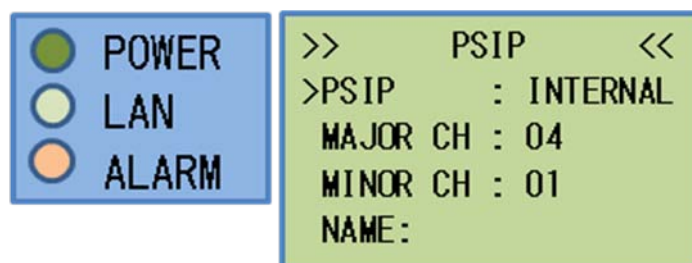 POWER
LAN
ALARM
>> PSIP <<
>PSIP : INTERNAL
MAJOR CH : 04
MINOR CH : 01
NAME: